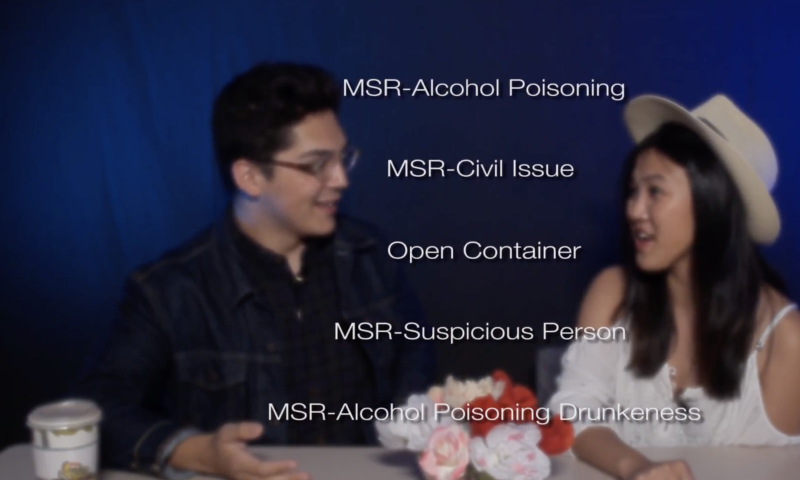 MSR-Alcohol Poisoning
MSR-Civil Issue
Open Container
MSR-Suspicious Person
MSR-Alcohol Poisoning Drunkeness